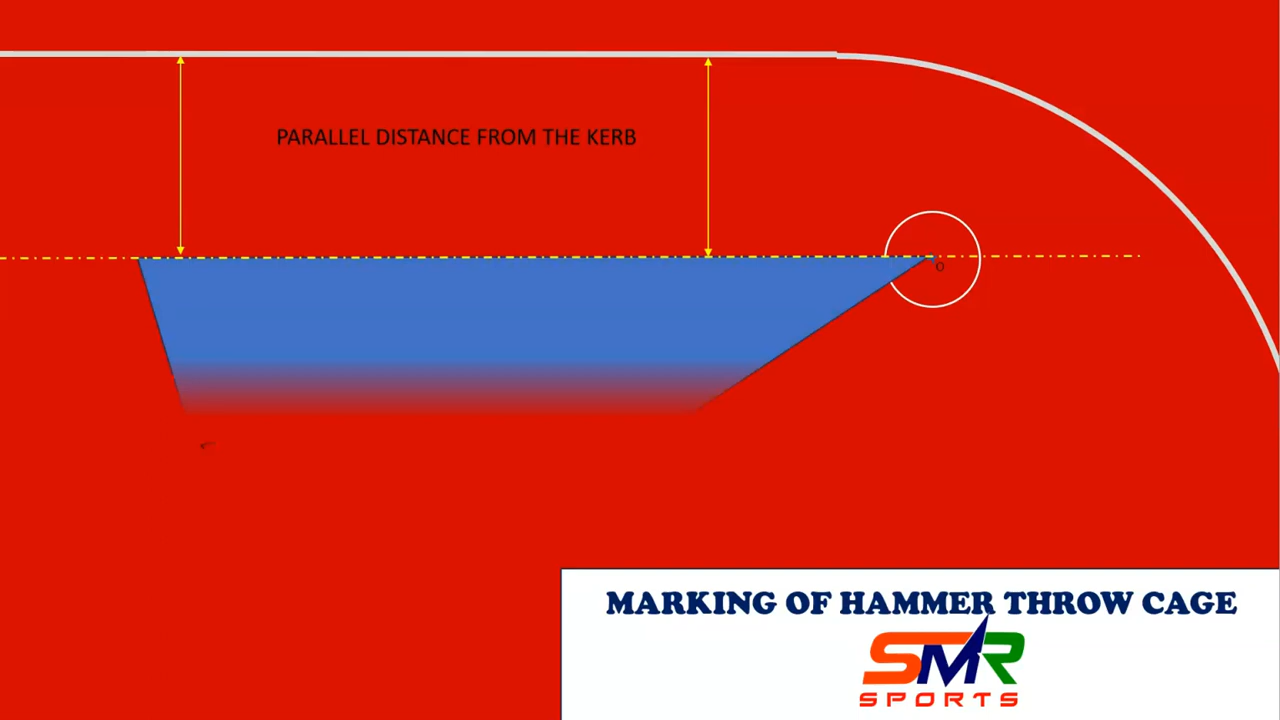 PARALLEL DISTANCE FROM THE KERB
O
MARKING OF HAMMER THROW CAGE
SMR
SPORTS